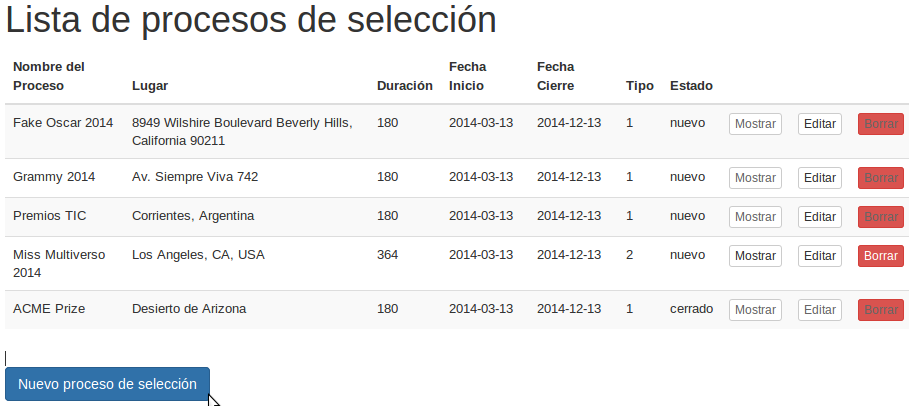 Lista de procesos de selección
Nombre del Proceso Lugar Duración Fecha Inicio Fecha Cierre Tipo Estado
Fake Oscar 2014 8949 Wilshire Boulevard Beverly Hills, California 90211 180 2014-03-13 2014-12-13 1 nuevo Mostrar Editar Borrar
Grammy 2014 Av. Siempre Viva 742 180 2014-03-13 2014-12-13 1 nuevo Mostrar Editar Borrar
Premios TIC Corrientes, Argentina 180 2014-03-13 2014-12-13 1 nuevo Mostrar Editar Borrar
Miss Multiverso 2014 Los Angeles, CA, USA 364 2014-03-13 2014-12-13 2 nuevo Mostrar Editar Borrar
ACME Prize Desierto de Arizona 180 2014-03-13 2014-12-13 1 cerrado Mostrar Editar Borrar
Nuevo proceso de selección